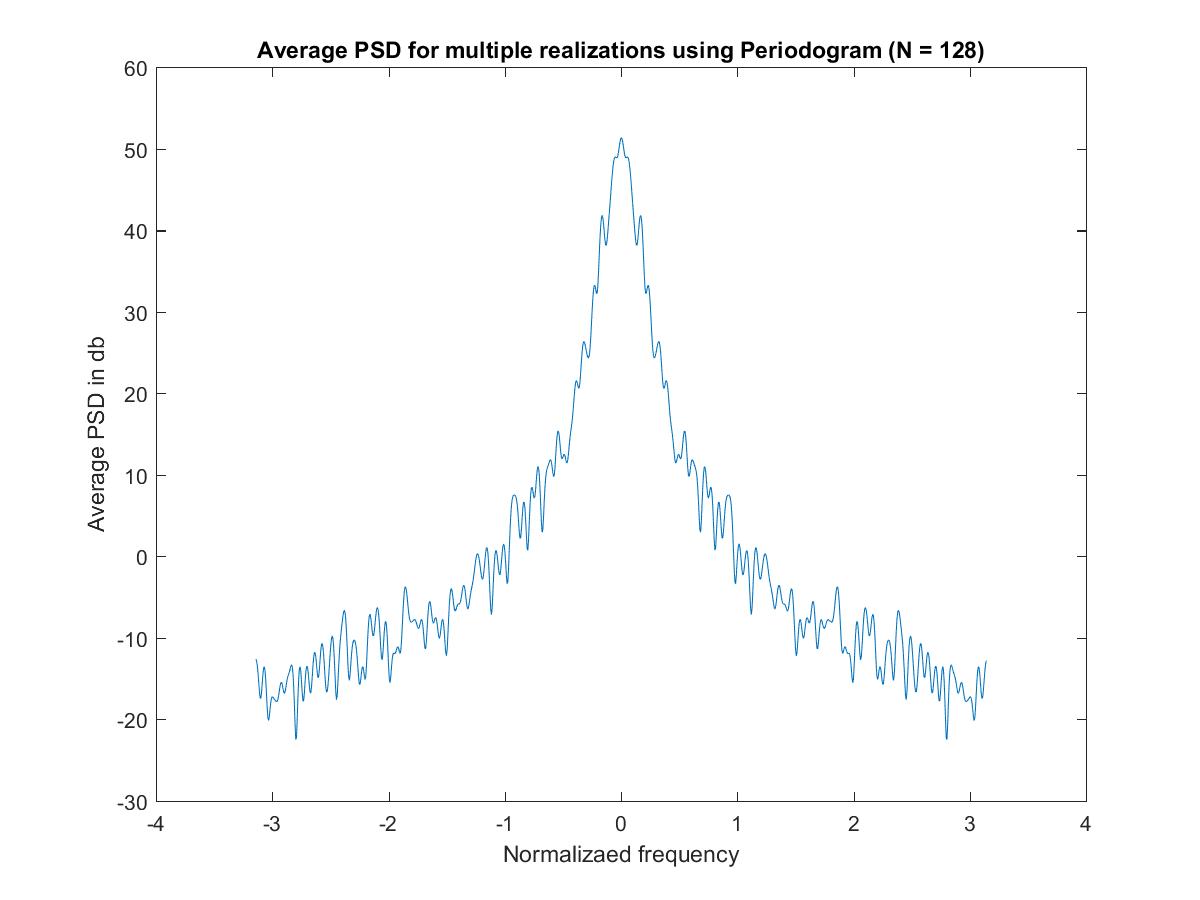 Average PSD for multiple realizations using Periodogram (N = 128)
60
50
40
30
20
10
0
-10
-20
-30
Average PSD in db
-4 -3 -2 -1 0 1 2 3 4
Normalizaed frequency